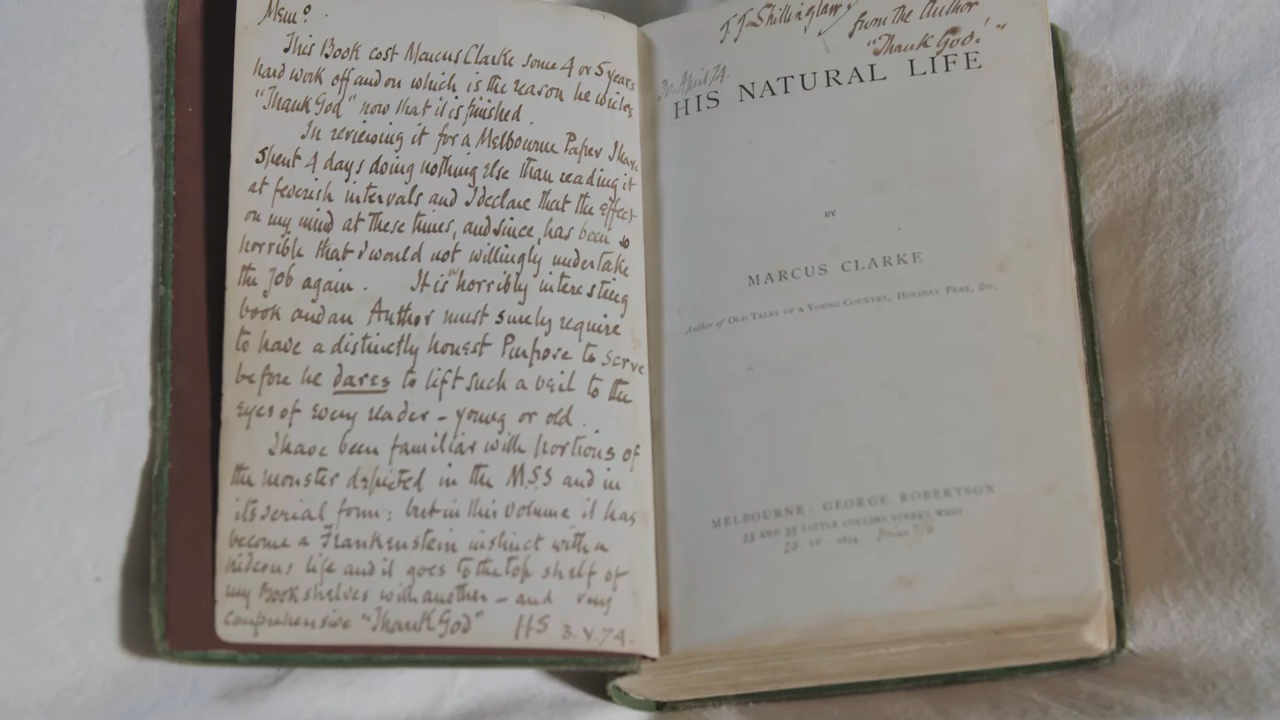 Memo.
This Book cost Marcus Clarke some 4 or 5 years
hard work off and on which is the reason he writes
"Thank God" now that it is finished.
In reviewing it for a Melbourne Paper I have
spent 4 days doing nothing else than reading it
at feverish intervals and I declare that the effect
on my mind at these times, and since, has been so
horrible that I would not willingly undertake
the job again. It is horribly interesting
book and an Author must surely require
to have a distinctly honest Purpose to serve
before he dares to lift such a veil to the
eyes of every reader - young or old.
I have been familiar with portions of
the monster depicted in the M.S.S and in
its serial form: but in this volume it has
become a Frankenstein instinct with a
hideous life and it goes to the top shelf of
my Book shelves with another - and very
comprehensive "Thank God" HS 3.V.74.
J J Shillinglaw
from the Author
"Thank God!"
30. April 74.
HIS NATURAL LIFE
BY
MARCUS CLARKE
Author of OLD TALES OF A YOUNG COUNTRY, HOLIDAY PEAK, &c.
MELBOURNE: GEORGE ROBERTSON
33 AND 35 LITTLE COLLINS STREET WEST